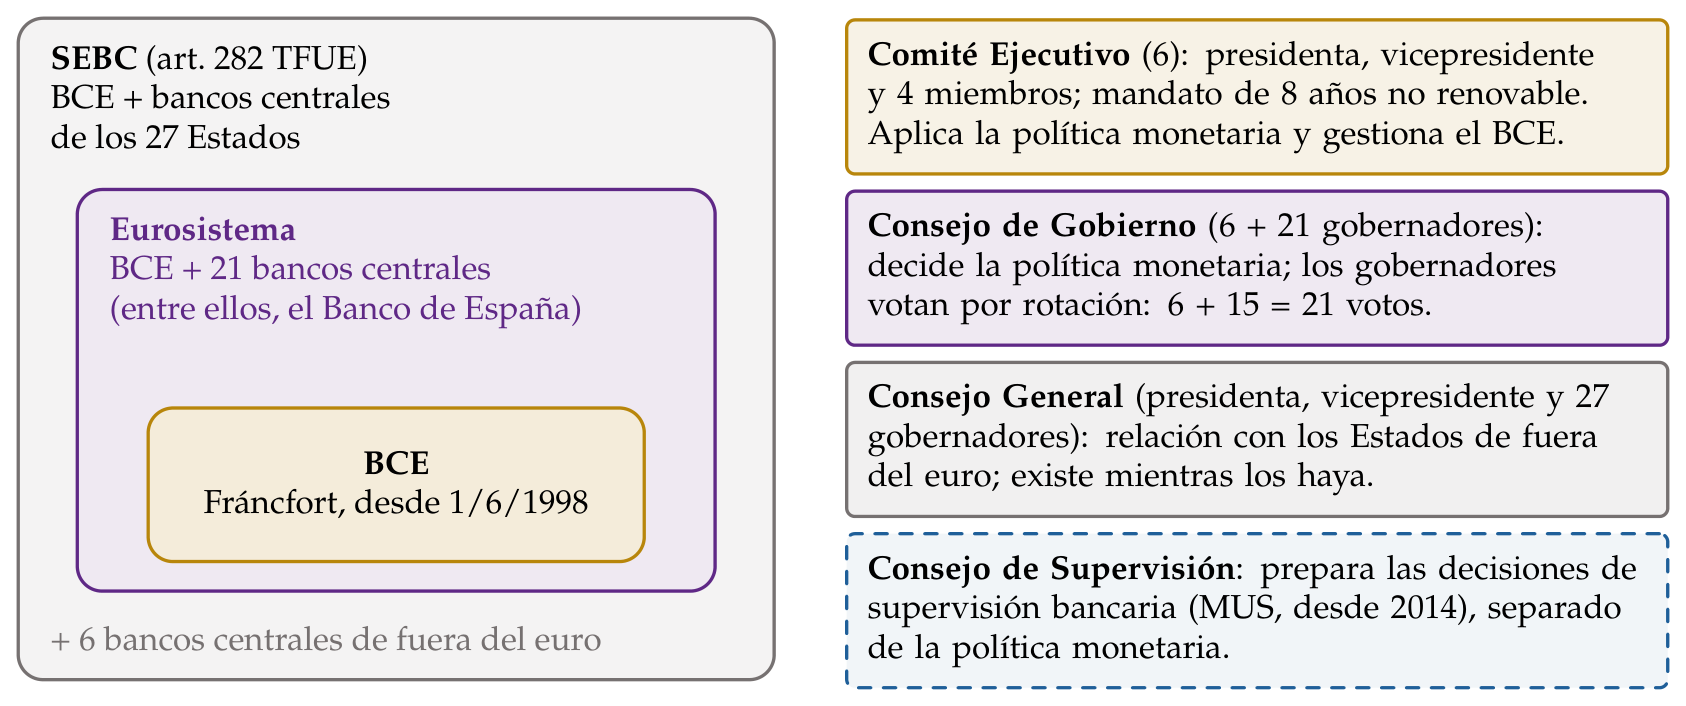 SEBC (art. 282 TFUE)
BCE + bancos centrales
de los 27 Estados
Eurosistema
BCE + 21 bancos centrales
(entre ellos, el Banco de España)
BCE
Fráncfort, desde 1/6/1998
+ 6 bancos centrales de fuera del euro
Comité Ejecutivo (6): presidenta, vicepresidente
y 4 miembros; mandato de 8 años no renovable.
Aplica la política monetaria y gestiona el BCE.
Consejo de Gobierno (6 + 21 gobernadores):
decide la política monetaria; los gobernadores
votan por rotación: 6 + 15 = 21 votos.
Consejo General (presidenta, vicepresidente y 27
gobernadores): relación con los Estados de fuera
del euro; existe mientras los haya.
Consejo de Supervisión: prepara las decisiones de
supervisión bancaria (MUS, desde 2014), separado
de la política monetaria.